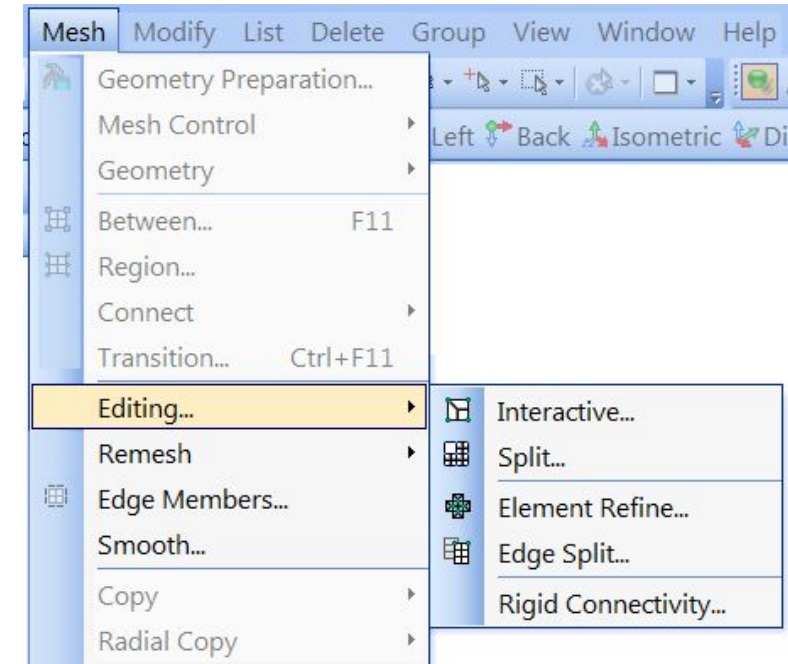 Mesh Modify List Delete Group View Window Help
Geometry Preparation...
Mesh Control
Left Back Isometric
Geometry
Between... F11
Region...
Connect
Transition... Ctrl+F11
Editing...
Interactive...
Remesh
Split...
Edge Members...
Element Refine...
Smooth...
Edge Split...
Copy
Rigid Connectivity...
Radial Copy